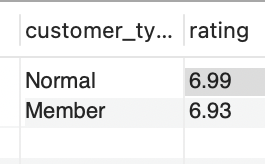 customer_ty... rating
Normal 6.99
Member 6.93